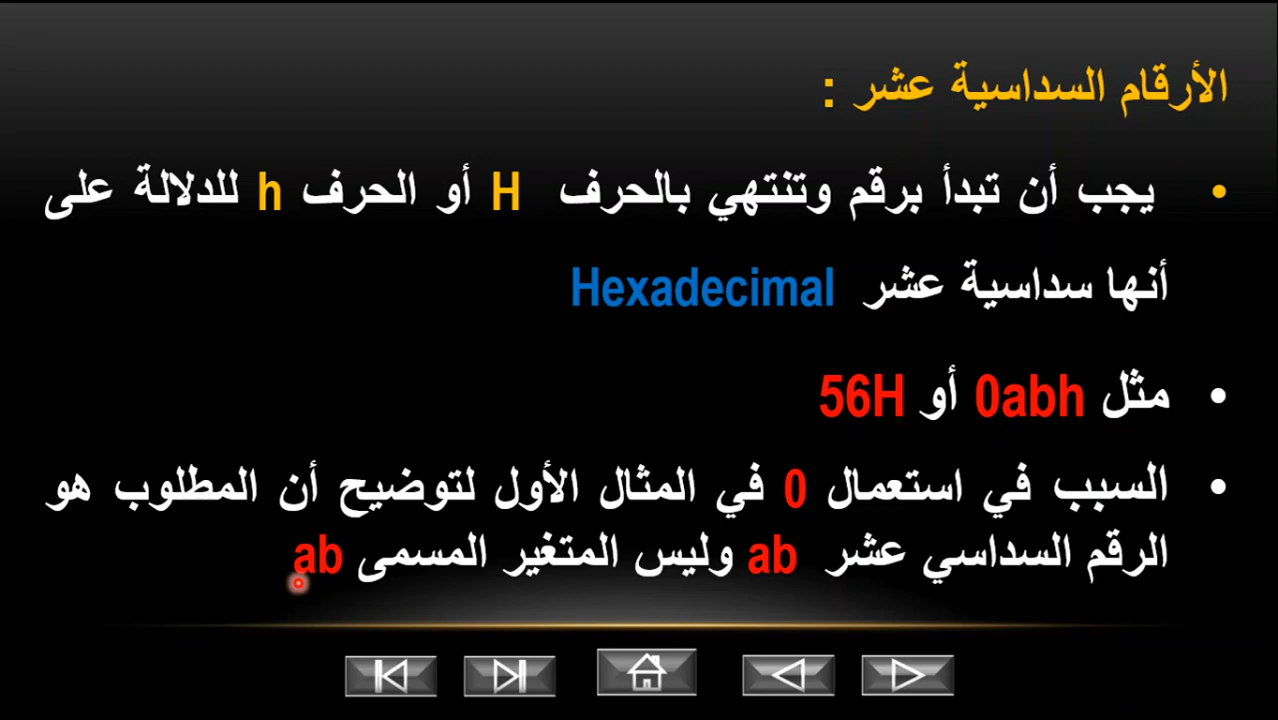 الأرقام السداسية عشر :
• يجب أن تبدأ برقم وتنتهي بالحرف H أو الحرف h للدلالة على
أنها سداسية عشر Hexadecimal
• مثل 0abh أو 56H
• السبب في استعمال 0 في المثال الأول لتوضيح أن المطلوب هو
الرقم السداسي عشر ab وليس المتغير المسمى ab